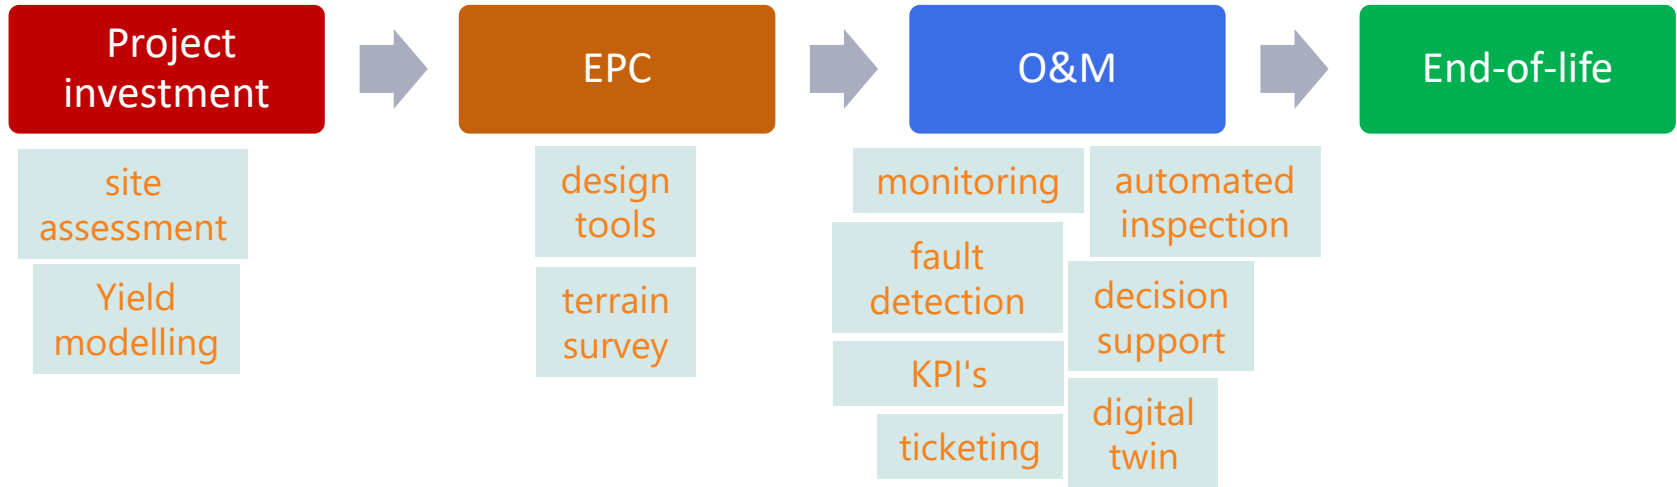 Project
investment
EPC
O&M
End-of-life
site
assessment
Yield
modelling
design
tools
terrain
survey
monitoring
fault
detection
KPI's
ticketing
automated
inspection
decision
support
digital
twin